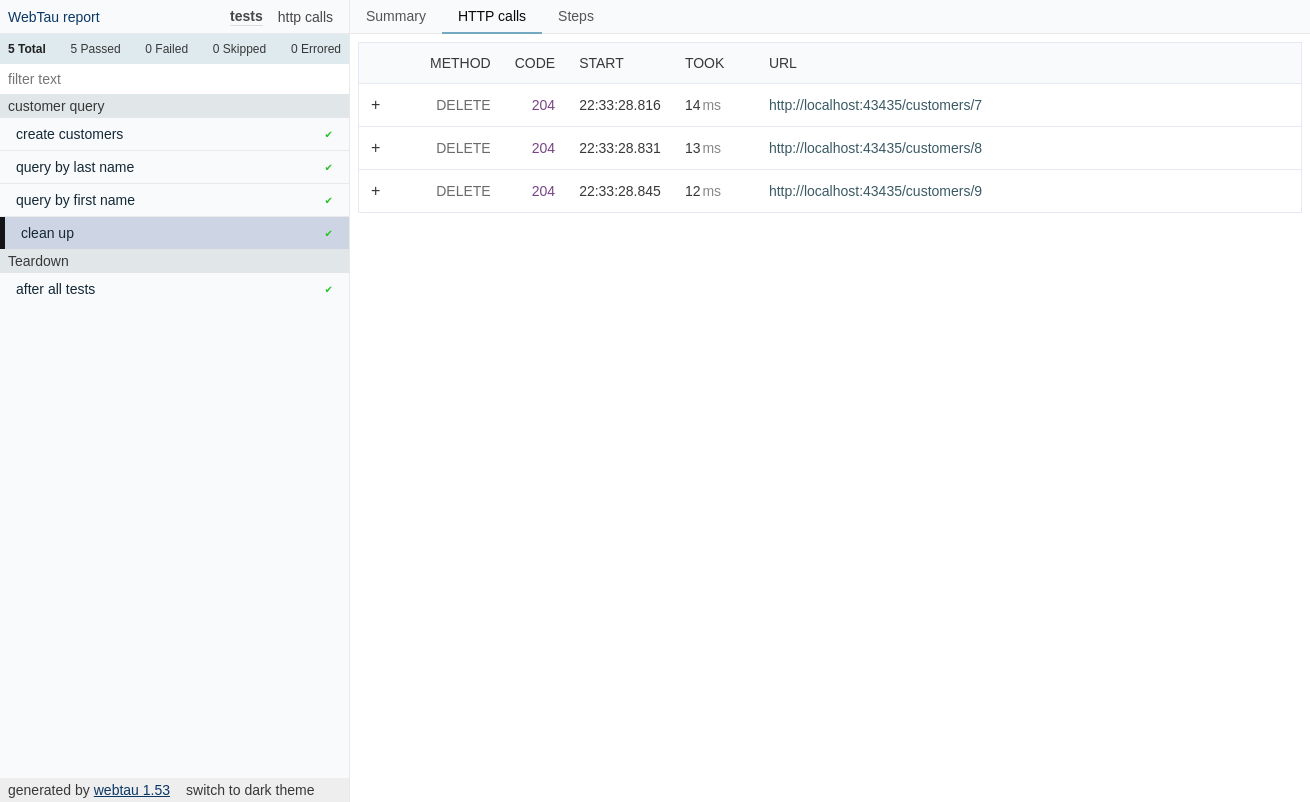 WebTau report tests http calls
5 Total 5 Passed 0 Failed 0 Skipped 0 Errored
filter text
customer query
create customers ✔
query by last name ✔
query by first name ✔
clean up ✔
Teardown
after all tests ✔
generated by webtau 1.53 switch to dark theme
Summary HTTP calls Steps
METHOD CODE START TOOK URL
+ DELETE 204 22:33:28.816 14 ms http://localhost:43435/customers/7
+ DELETE 204 22:33:28.831 13 ms http://localhost:43435/customers/8
+ DELETE 204 22:33:28.845 12 ms http://localhost:43435/customers/9